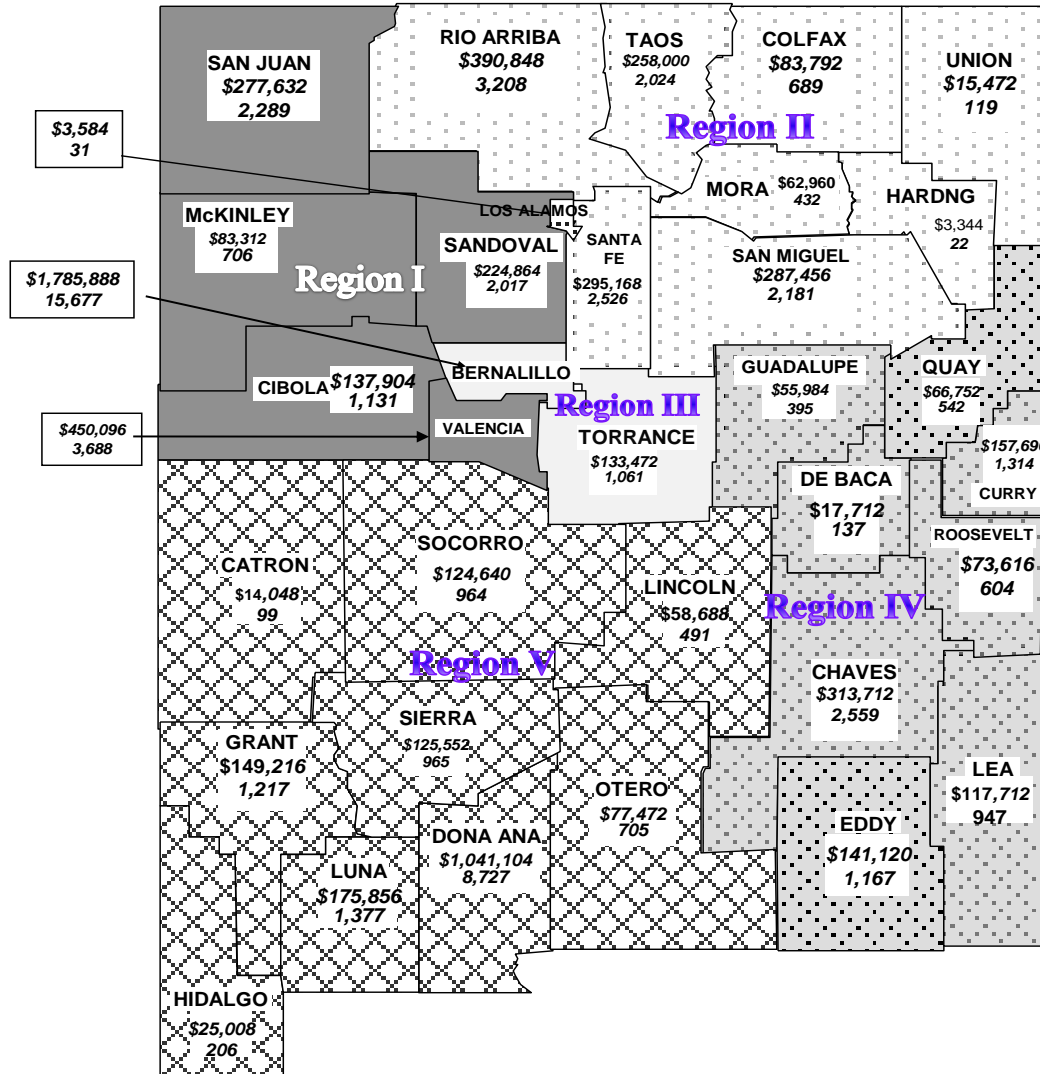 SAN JUAN
$277,632
2,289
RIO ARRIBA
$390,848
3,208
TAOS
$258,000
2,024
COLFAX
$83,792
689
UNION
$15,472
119
$3,584
31
Region II
MORA $62,960
432
HARDNG
$3,344
22
McKINLEY
$83,312
706
LOS ALAMOS
SANDOVAL
$224,864
2,017
SANTA
FE
$295,168
2,526
SAN MIGUEL
$287,456
2,181
Region I
$1,785,888
15,677
CIBOLA $137,904
1,131
BERNALILLO
GUADALUPE
$55,984
395
QUAY
$66,752
542
Region III
$450,096
3,688
VALENCIA
TORRANCE
$133,472
1,061
1,314
CURRY
DE BACA
$17,712
137
ROOSEVELT
$73,616
604
CATRON
$14,048
99
SOCORRO
$124,640
964
LINCOLN
$58,688
491
Region IV
Region V
CHAVES
$313,712
2,559
SIERRA
$125,552
965
GRANT
$149,216
1,217
OTERO
$77,472
705
LEA
$117,712
947
EDDY
$141,120
1,167
DONA ANA
$1,041,104
8,727
LUNA
$175,856
1,377
HIDALGO
$25,008
206